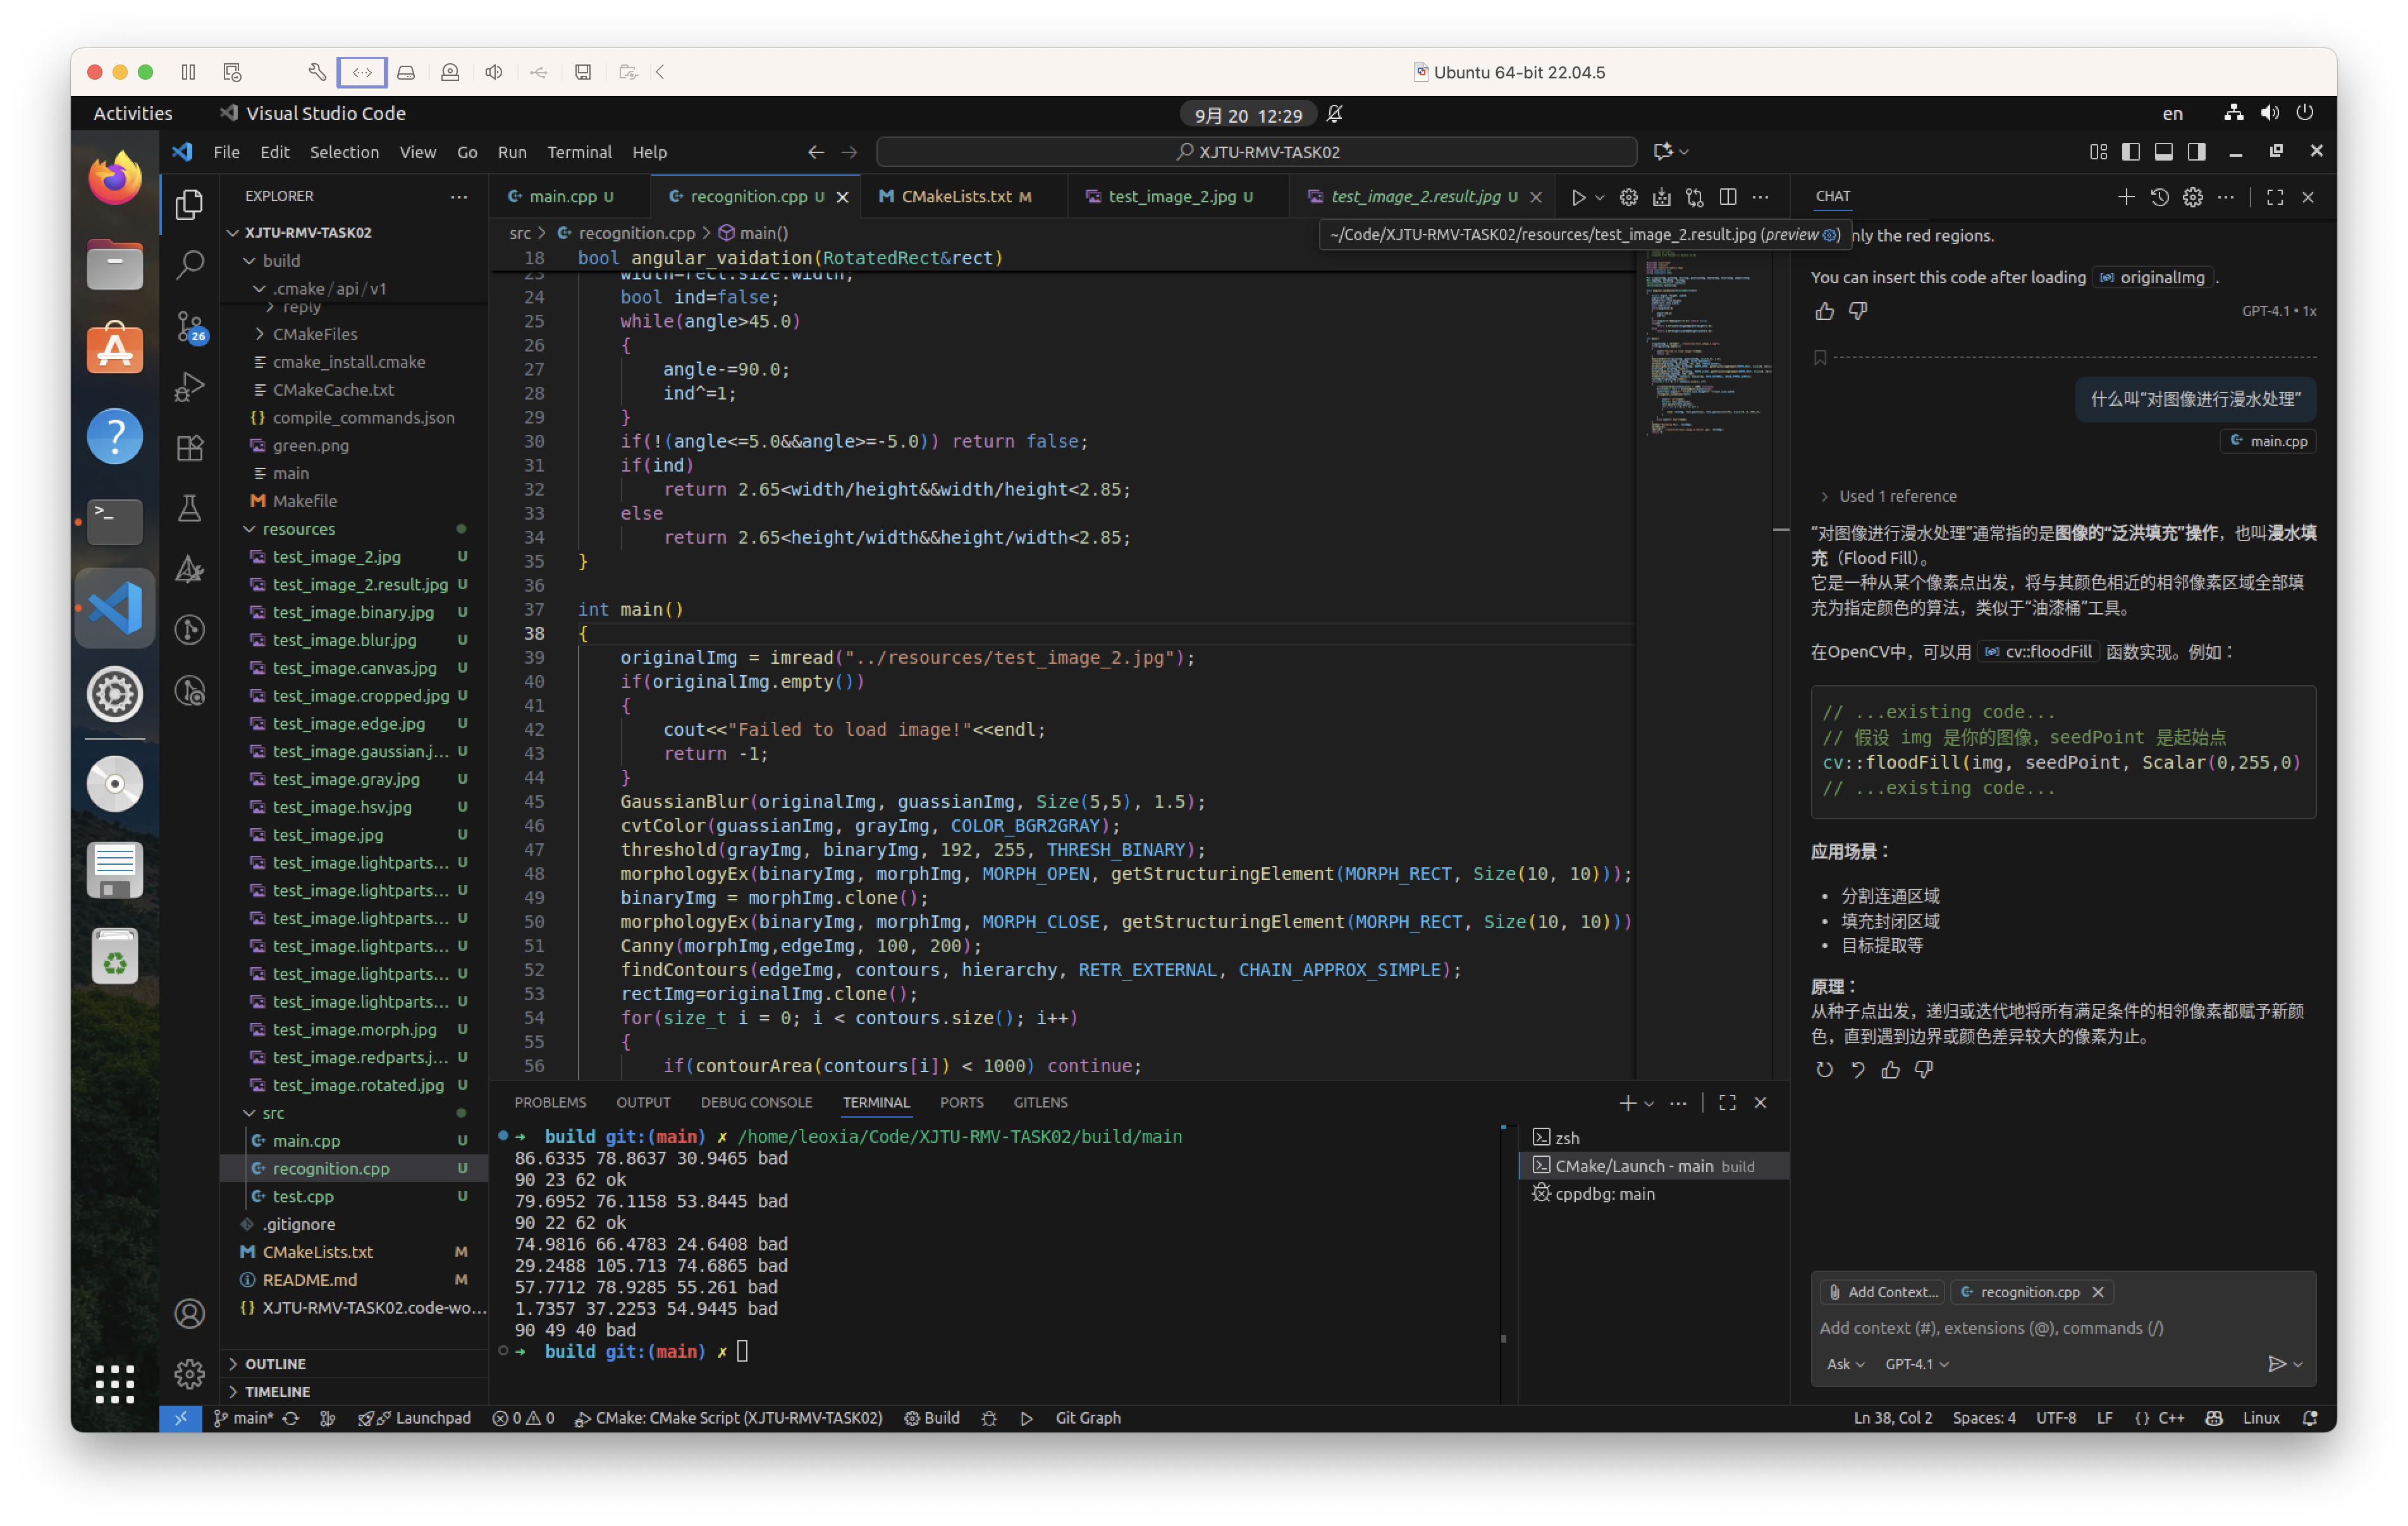 Ubuntu 64-bit 22.04.5
Activities
Visual Studio Code
9月 20 12:29
en
File Edit Selection View Go Run Terminal Help
XJTU-RMV-TASK02
EXPLORER
XJTU-RMV-TASK02
build
.cmake / api / v1
reply
CMakeFiles
cmake_install.cmake
CMakeCache.txt
compile_commands.json
green.png
main
Makefile
resources
test_image_2.jpg U
test_image_2.result.jpg U
test_image.binary.jpg U
test_image.blur.jpg U
test_image.canvas.jpg U
test_image.cropped.jpg U
test_image.edge.jpg U
test_image.gaussian.j... U
test_image.gray.jpg U
test_image.hsv.jpg U
test_image.jpg U
test_image.lightparts... U
test_image.lightparts... U
test_image.lightparts... U
test_image.lightparts... U
test_image.lightparts... U
test_image.lightparts... U
test_image.morph.jpg U
test_image.redparts.j... U
test_image.rotated.jpg U
src
main.cpp U
recognition.cpp U
test.cpp U
.gitignore
CMakeLists.txt M
README.md M
XJTU-RMV-TASK02.code-wo...
OUTLINE
TIMELINE
26
main.cpp U
recognition.cpp U
CMakeLists.txt M
test_image_2.jpg U
test_image_2.result.jpg U
src > recognition.cpp > main()
~/Code/XJTU-RMV-TASK02/resources/test_image_2.result.jpg (preview)
18 bool angular_vaidation(RotatedRect&rect)
23 width=rect.size.width;
24 bool ind=false;
25 while(angle>45.0)
26 {
27 angle-=90.0;
28 ind^=1;
29 }
30 if(!(angle<=5.0&&angle>=-5.0)) return false;
31 if(ind)
32 return 2.65<width/height&&width/height<2.85;
33 else
34 return 2.65<height/width&&height/width<2.85;
35 }
36
37 int main()
38 {
39 originalImg = imread("../resources/test_image_2.jpg");
40 if(originalImg.empty())
41 {
42 cout<<"Failed to load image!"<<endl;
43 return -1;
44 }
45 GaussianBlur(originalImg, guassianImg, Size(5,5), 1.5);
46 cvtColor(guassianImg, grayImg, COLOR_BGR2GRAY);
47 threshold(grayImg, binaryImg, 192, 255, THRESH_BINARY);
48 morphologyEx(binaryImg, morphImg, MORPH_OPEN, getStructuringElement(MORPH_RECT, Size(10, 10)));
49 binaryImg = morphImg.clone();
50 morphologyEx(binaryImg, morphImg, MORPH_CLOSE, getStructuringElement(MORPH_RECT, Size(10, 10)))
51 Canny(morphImg,edgeImg, 100, 200);
52 findContours(edgeImg, contours, hierarchy, RETR_EXTERNAL, CHAIN_APPROX_SIMPLE);
53 rectImg=originalImg.clone();
54 for(size_t i = 0; i < contours.size(); i++)
55 {
56 if(contourArea(contours[i]) < 1000) continue;
PROBLEMS OUTPUT DEBUG CONSOLE TERMINAL PORTS GITLENS
➜ build git:(main) ✗ /home/leoxia/Code/XJTU-RMV-TASK02/build/main
86.6335 78.8637 30.9465 bad
90 23 62 ok
79.6952 76.1158 53.8445 bad
90 22 62 ok
74.9816 66.4783 24.6408 bad
29.2488 105.713 74.6865 bad
57.7712 78.9285 55.261 bad
1.7357 37.2253 54.9445 bad
90 49 40 bad
➜ build git:(main) ✗
zsh
CMake/Launch - main build
cppdbg: main
CHAT
nly the red regions.
You can insert this code after loading originalImg .
GPT-4.1 • 1x
什么叫“对图像进行漫水处理”
main.cpp
Used 1 reference
“对图像进行漫水处理”通常指的是图像的“泛洪填充”操作，也叫漫水填
充（Flood Fill）。
它是一种从某个像素点出发，将与其颜色相近的相邻像素区域全部填
充为指定颜色的算法，类似于“油漆桶”工具。
在OpenCV中，可以用 cv::floodFill 函数实现。例如：
// ...existing code...
// 假设 img 是你的图像，seedPoint 是起始点
cv::floodFill(img, seedPoint, Scalar(0,255,0)
// ...existing code...
应用场景：
• 分割连通区域
• 填充封闭区域
• 目标提取等
原理：
从种子点出发，递归或迭代地将所有满足条件的相邻像素都赋予新颜
色，直到遇到边界或颜色差异较大的像素为止。
Add Context... recognition.cpp
Add context (#), extensions (@), commands (/)
Ask GPT-4.1
main* Launchpad 0 0 CMake: CMake Script (XJTU-RMV-TASK02) Build Git Graph
Ln 38, Col 2 Spaces: 4 UTF-8 LF {} C++ Linux